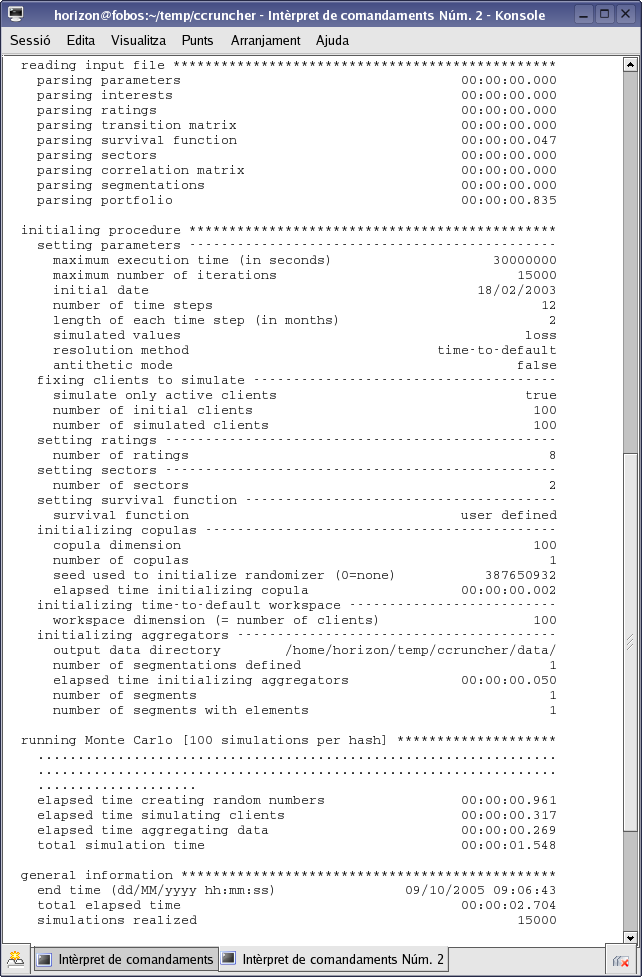 horizon@fobos:~/temp/ccruncher - Intèrpret de comandaments Núm. 2 - Konsole
Sessió Edita Visualitza Punts Arranjament Ajuda
reading input file ************************************************
parsing parameters 00:00:00.000
parsing interests 00:00:00.000
parsing ratings 00:00:00.000
parsing transition matrix 00:00:00.000
parsing survival function 00:00:00.047
parsing sectors 00:00:00.000
parsing correlation matrix 00:00:00.000
parsing segmentations 00:00:00.000
parsing portfolio 00:00:00.835
initialing procedure **********************************************
setting parameters ----------------------------------------------
maximum execution time (in seconds) 30000000
maximum number of iterations 15000
initial date 18/02/2003
number of time steps 12
length of each time step (in months) 2
simulated values loss
resolution method time-to-default
antithetic mode false
fixing clients to simulate --------------------------------------
simulate only active clients true
number of initial clients 100
number of simulated clients 100
setting ratings -------------------------------------------------
number of ratings 8
setting sectors -------------------------------------------------
number of sectors 2
setting survival function ---------------------------------------
survival function user defined
initializing copulas --------------------------------------------
copula dimension 100
number of copulas 1
seed used to initialize randomizer (0=none) 387650932
elapsed time initializing copula 00:00:00.002
initializing time-to-default workspace --------------------------
workspace dimension (= number of clients) 100
initializing aggregators ----------------------------------------
output data directory /home/horizon/temp/ccruncher/data/
number of segmentations defined 1
elapsed time initializing aggregators 00:00:00.050
number of segments 1
number of segments with elements 1
running Monte Carlo [100 simulations per hash] ********************
.................................................................
.................................................................
....................
elapsed time creating random numbers 00:00:00.961
elapsed time simulating clients 00:00:00.317
elapsed time aggregating data 00:00:00.269
total simulation time 00:00:01.548
general information ***********************************************
end time (dd/MM/yyyy hh:mm:ss) 09/10/2005 09:06:43
total elapsed time 00:00:02.704
simulations realized 15000
Intèrpret de comandaments Intèrpret de comandaments Núm. 2